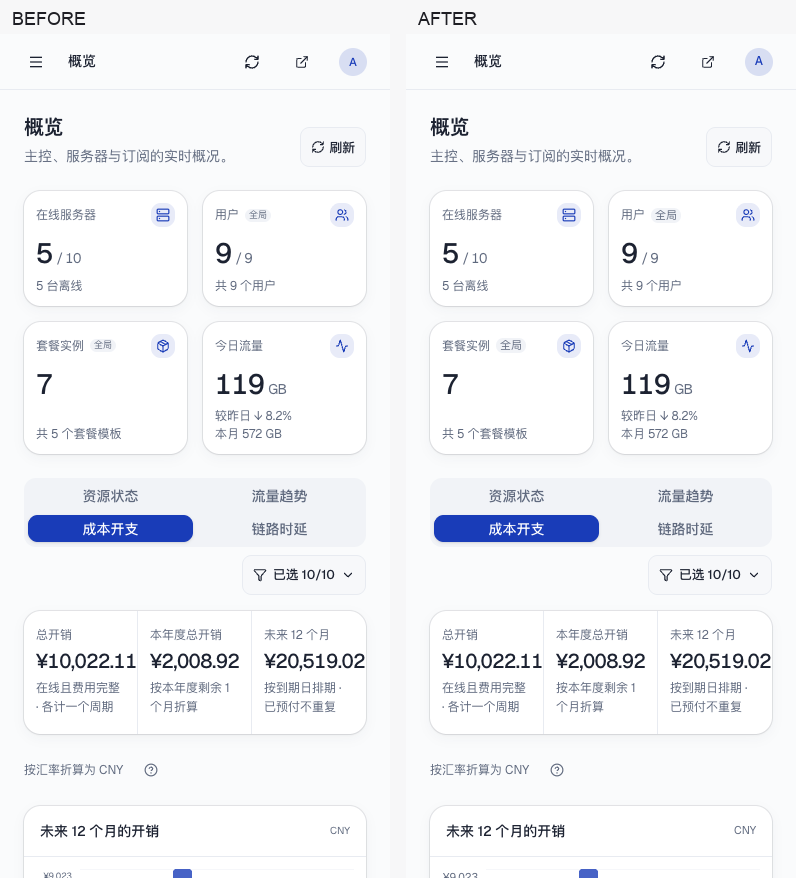 BEFORE
概览
A
概览
主控、服务器与订阅的实时概况。
刷新
在线服务器
5 / 10
5 台离线
用户 全局
9 / 9
共 9 个用户
套餐实例 全局
7
共 5 个套餐模板
今日流量
119 GB
较昨日 ↓ 8.2%
本月 572 GB
资源状态
流量趋势
成本开支
链路时延
已选 10/10
总开销
¥10,022.11
在线且费用完整
· 各计一个周期
本年度总开销
¥2,008.92
按本年度剩余 1
个月折算
未来 12 个月
¥20,519.02
按到期日排期 ·
已预付不重复
按汇率折算为 CNY
未来 12 个月的开销
CNY
¥9,023
AFTER
概览
A
概览
主控、服务器与订阅的实时概况。
刷新
在线服务器
5 / 10
5 台离线
用户 全局
9 / 9
共 9 个用户
套餐实例 全局
7
共 5 个套餐模板
今日流量
119 GB
较昨日 ↓ 8.2%
本月 572 GB
资源状态
流量趋势
成本开支
链路时延
已选 10/10
总开销
¥10,022.11
在线且费用完整
· 各计一个周期
本年度总开销
¥2,008.92
按本年度剩余 1
个月折算
未来 12 个月
¥20,519.02
按到期日排期 ·
已预付不重复
按汇率折算为 CNY
未来 12 个月的开销
CNY
¥9,023